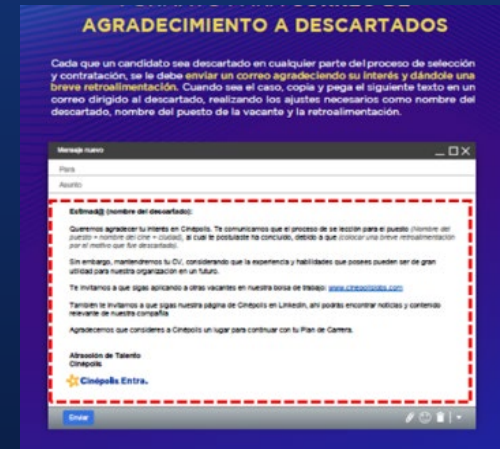 FORMATO PARA CORREO DE
AGRADECIMIENTO A DESCARTADOS
Cada que un candidato sea descartado en cualquier parte del proceso de selección
y contratación, se le debe enviar un correo agradeciendo su interés y dándole una
breve retroalimentación. Cuando sea el caso, copia y pega el siguiente texto en un
correo dirigido al descartado, realizando los ajustes necesarios como nombre del
descartado, nombre del puesto de la vacante y la retroalimentación.
Mensaje nuevo
Para
Asunto
Estimad@ (nombre del descartado):
Queremos agradecer tu interés en Cinépolis. Te comunicamos que el proceso de se lección para el puesto (Nombre del
puesto + nombre del cine + ciudad), al cual te postulaste ha concluido, debido a que (colocar una breve retroalimentación
por el motivo que fue descartado).
Sin embargo, mantendremos tu CV, considerando que la experiencia y habilidades que posees pueden ser de gran
utilidad para nuestra organización en un futuro.
Te invitamos a que sigas aplicando a otras vacantes en nuestra bolsa de trabajo: www.cinepolisjobs.com
También te invitamos a que sigas nuestra página de Cinépolis en LinkedIn, ahí podrás encontrar noticias y contenido
relevante de nuestra compañía
Agradecemos que consideres a Cinépolis un lugar para continuar con tu Plan de Carrera.
Atracción de Talento
Cinépolis
Cinépolis Entra.
Enviar